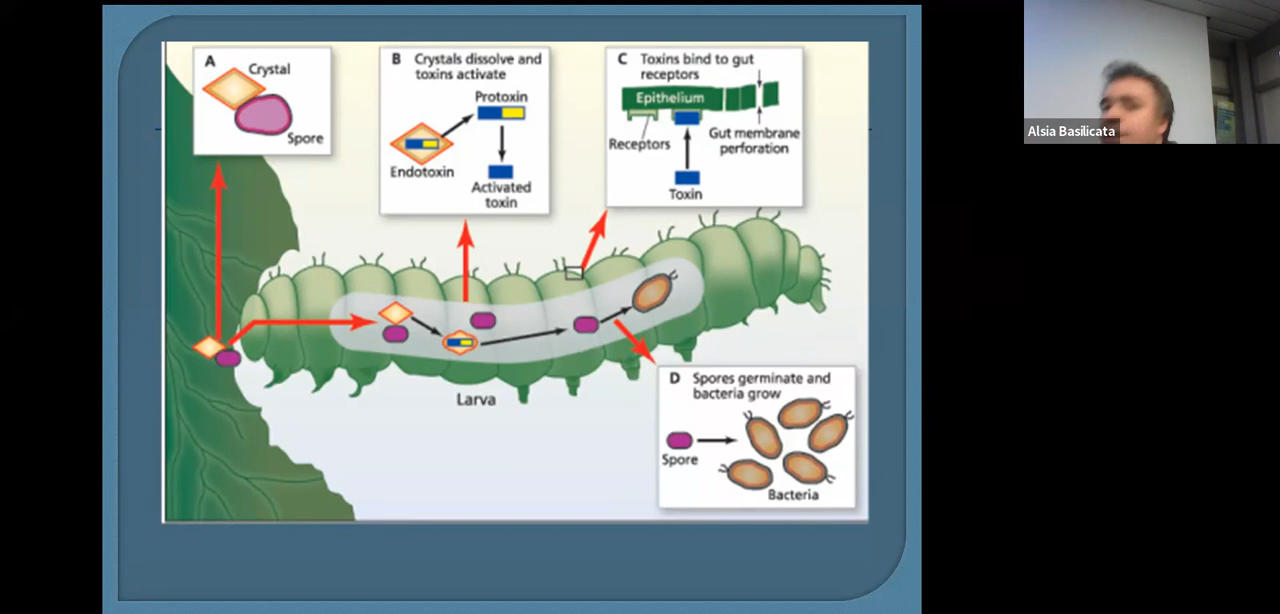 A
Crystal
Spore
B Crystals dissolve and
toxins activate
Protoxin
Endotoxin
Activated
toxin
C Toxins bind to gut
receptors
Epithelium
Receptors
Gut membrane
perforation
Toxin
Larva
D Spores germinate and
bacteria grow
Spore
Bacteria
Alsia Basilicata